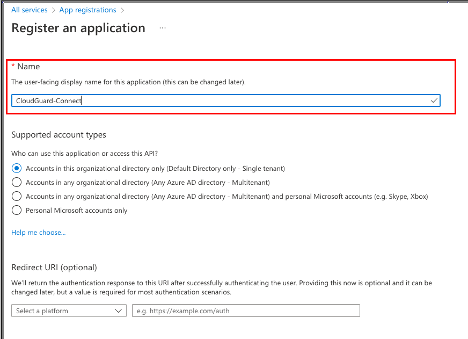 All services > App registrations >
Register an application ...
* Name
The user-facing display name for this application (this can be changed later)
CloudGuard-Connect
Supported account types
Who can use this application or access this API?
Accounts in this organizational directory only (Default Directory only - Single tenant)
Accounts in any organizational directory (Any Azure AD directory - Multitenant)
Accounts in any organizational directory (Any Azure AD directory - Multitenant) and personal Microsoft accounts (e.g. Skype, Xbox)
Personal Microsoft accounts only
Help me choose...
Redirect URI (optional)
We'll return the authentication response to this URI after successfully authenticating the user. Providing this now is optional and it can be
changed later, but a value is required for most authentication scenarios.
Select a platform
e.g. https://example.com/auth